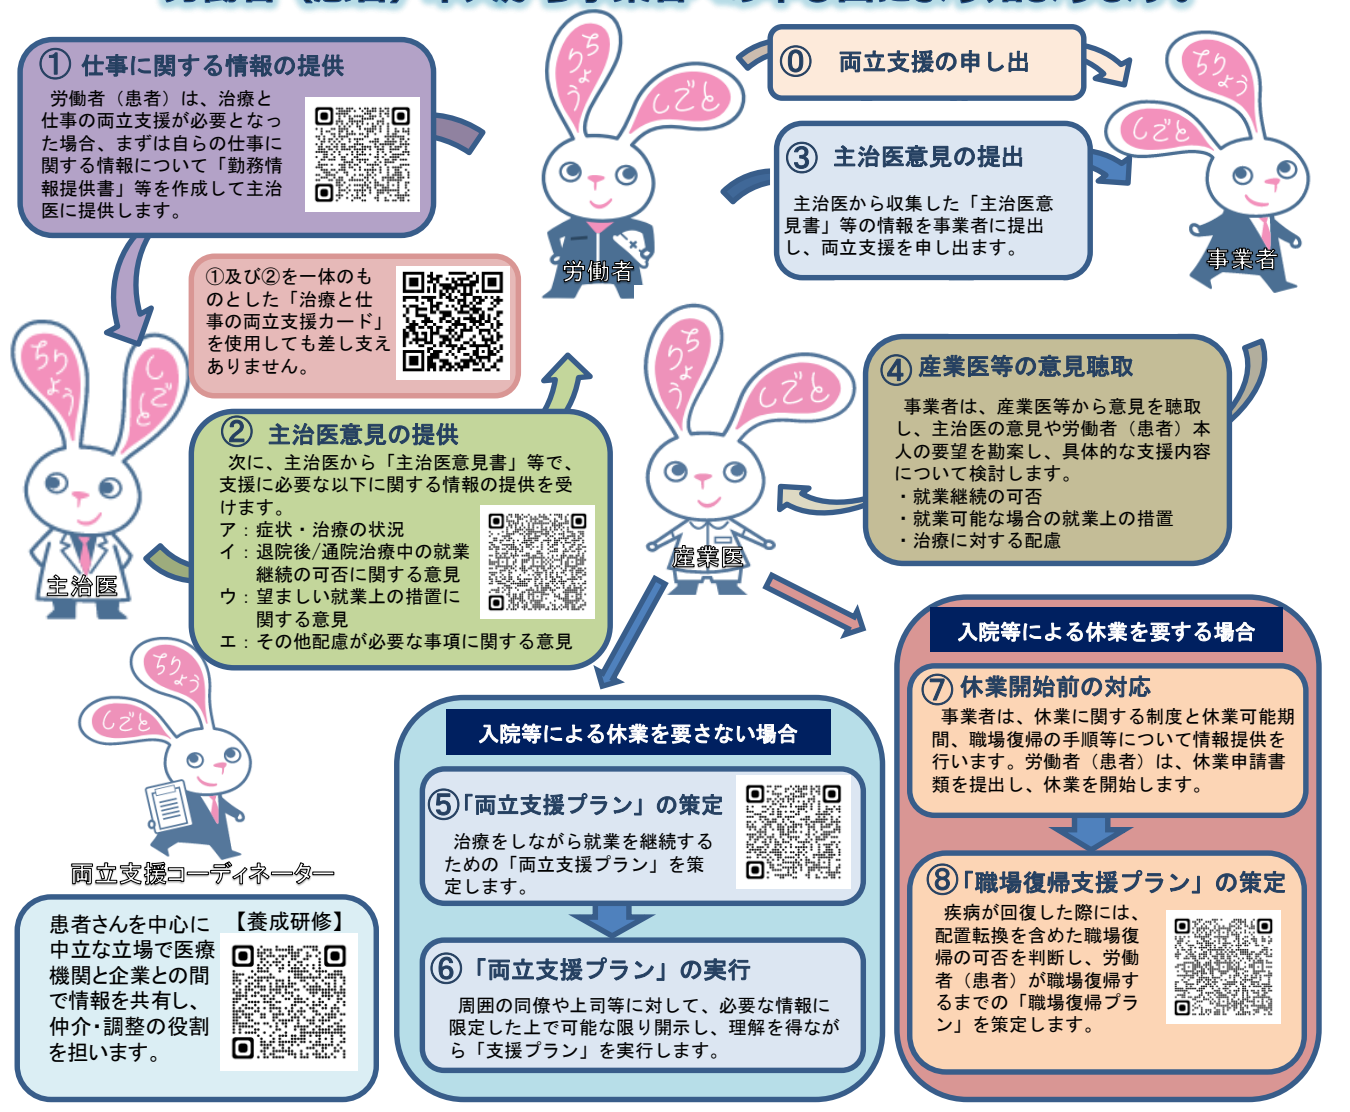 ⓪ 両立支援の申し出
① 仕事に関する情報の提供
労働者（患者）は、治療と
仕事の両立支援が必要となっ
た場合、まずは自らの仕事に
関する情報について「勤務情
報提供書」等を作成して主治
医に提供します。
ちりょう
しごと
労働者
③ 主治医意見の提出
主治医から収集した「主治医意
見書」等の情報を事業者に提出
し、両立支援を申し出ます。
ちりょう
しごと
事業者
①及び②を一体のも
のとした「治療と仕
事の両立支援カード」
を使用しても差し支え
ありません。
ちりょう
しごと
主治医
② 主治医意見の提供
次に、主治医から「主治医意見書」等で、
支援に必要な以下に関する情報の提供を受
けます。
ア：症状・治療の状況
イ：退院後/通院治療中の就業
継続の可否に関する意見
ウ：望ましい就業上の措置に
関する意見
エ：その他配慮が必要な事項に関する意見
ちりょう
しごと
産業医
④ 産業医等の意見聴取
事業者は、産業医等から意見を聴取
し、主治医の意見や労働者（患者）本
人の要望を勘案し、具体的な支援内容
について検討します。
・就業継続の可否
・就業可能な場合の就業上の措置
・治療に対する配慮
ちりょう
しごと
両立支援コーディネーター
患者さんを中心に
中立な立場で医療
機関と企業との間
で情報を共有し、
仲介・調整の役割
を担います。
【養成研修】
入院等による休業を要さない場合
⑤「両立支援プラン」の策定
治療をしながら就業を継続する
ための「両立支援プラン」を策
定します。
⑥「両立支援プラン」の実行
周囲の同僚や上司等に対して、必要な情報に
限定した上で可能な限り開示し、理解を得なが
ら「支援プラン」を実行します。
入院等による休業を要する場合
⑦ 休業開始前の対応
事業者は、休業に関する制度と休業可能期
間、職場復帰の手順等について情報提供を
行います。労働者（患者）は、休業申請書
類を提出し、休業を開始します。
⑧「職場復帰支援プラン」の策定
疾病が回復した際には、
配置転換を含めた職場復
帰の可否を判断し、労働
者（患者）が職場復帰す
るまでの「職場復帰プラ
ン」を策定します。